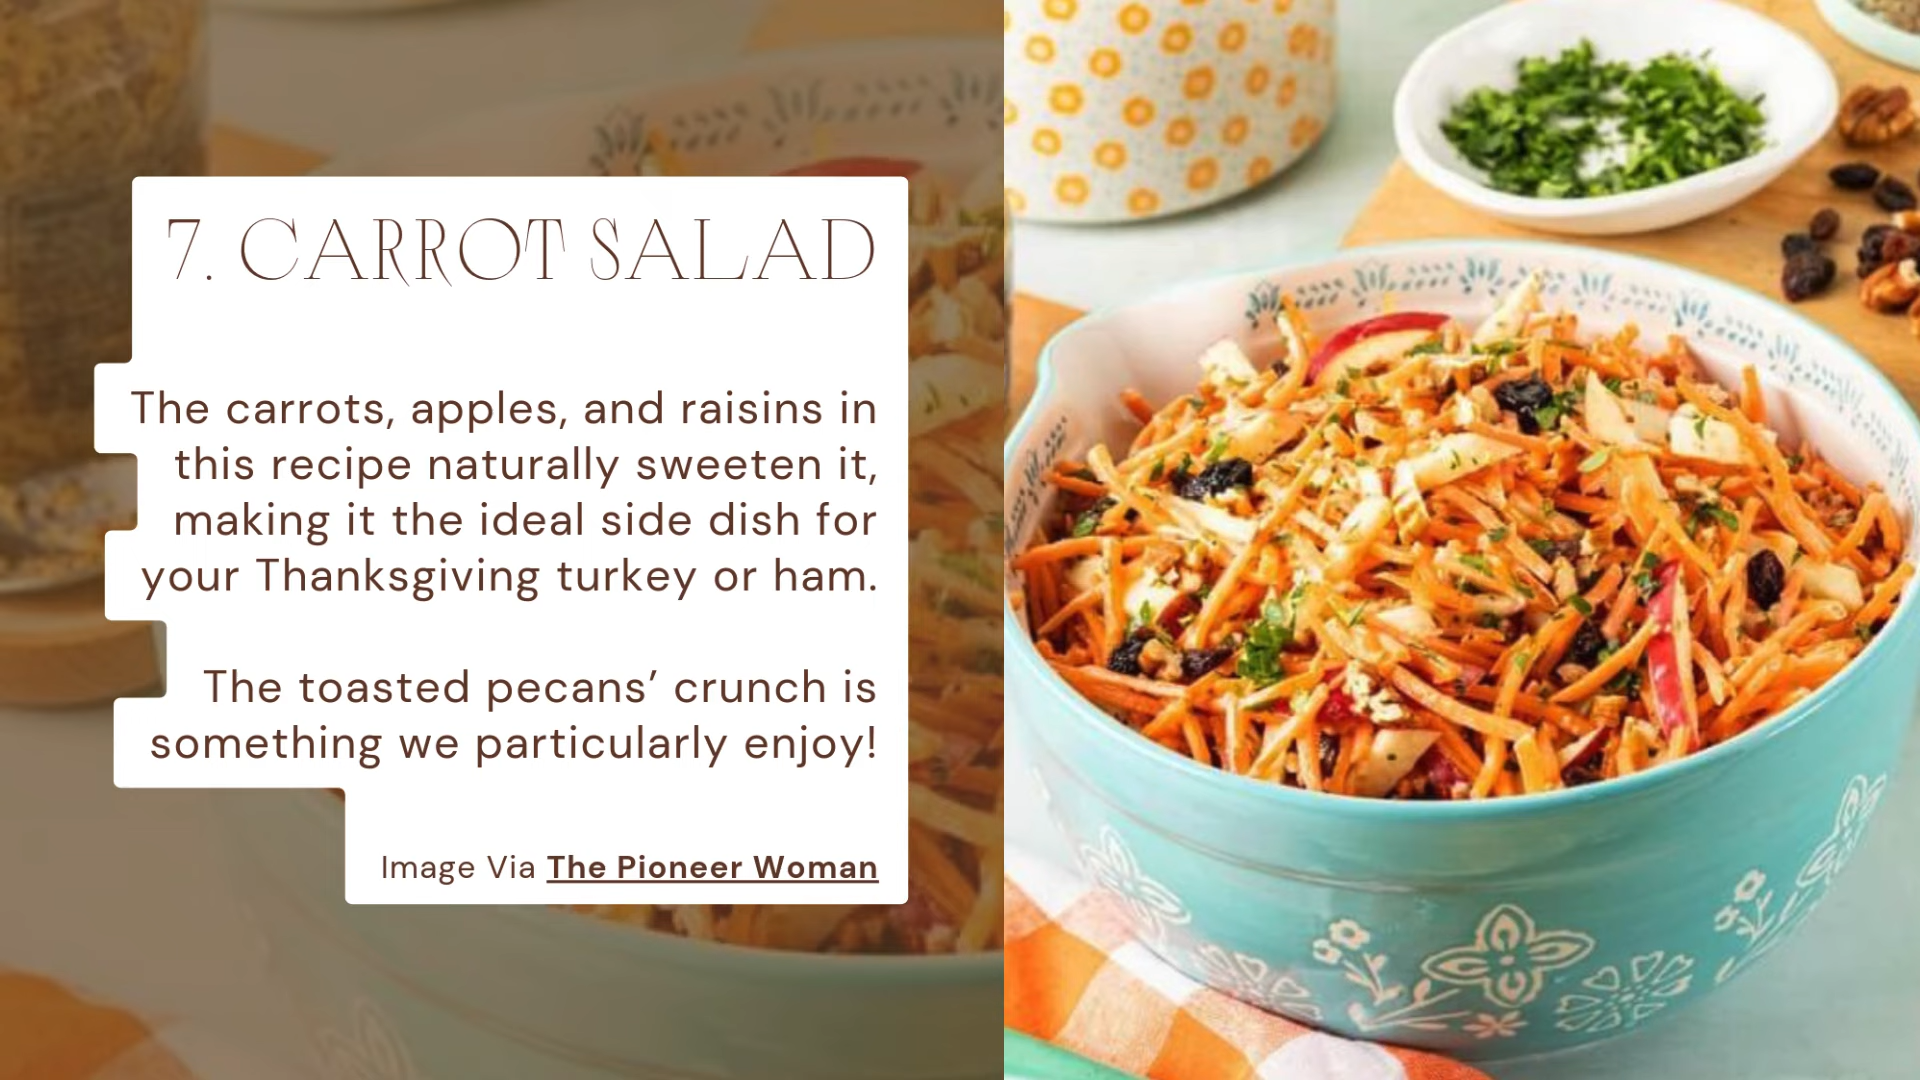 7. CARROT SALAD
The carrots, apples, and raisins in
this recipe naturally sweeten it,
making it the ideal side dish for
your Thanksgiving turkey or ham.
The toasted pecans’ crunch is
something we particularly enjoy!
Image Via The Pioneer Woman